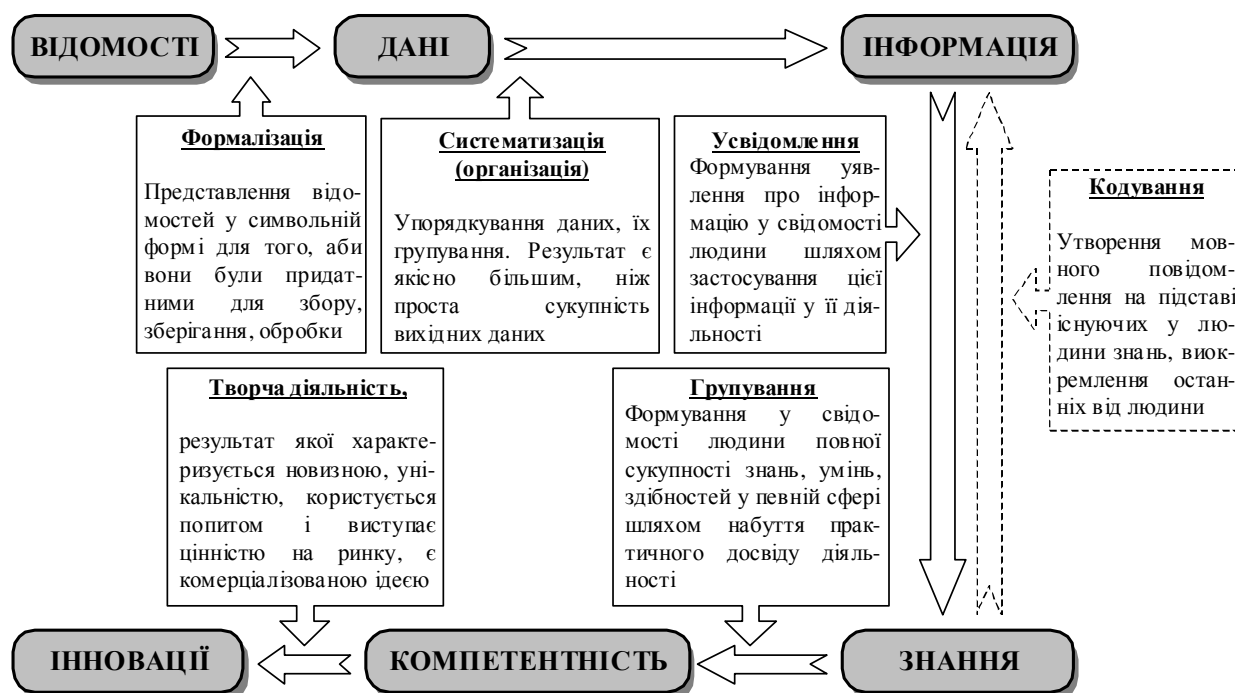 ВІДОМОСТІ
ДАНІ
ІНФОРМАЦІЯ
Формалізація
Представлення відо-
мостей у символьній
формі для того, аби
вони були придат-
ними для збору,
зберігання, обробки
Систематизація
(організація)
Упорядкування даних, їх
групування. Результат є
якісно більшим, ніж
проста сукупність
вихідних даних
Усвідомлення
Формування уяв-
лення про інфор-
мацію у свідомості
людини шляхом
застосування цієї
інформації у її дія-
льності
Кодування
Утворення мов-
ного повідом-
лення на підставі
існуючих у лю-
дини знань, виок-
ремлення остан-
ніх від людини
Творча діяльність,
результат якої характе-
ризується новизною, уні-
кальністю, користується
попитом і виступає
цінністю на ринку, є
комерціалізованою ідеєю
Групування
Формування у свідо-
мості людини повної
сукупності знань, умінь,
здібностей у певній сфері
шляхом набуття прак-
тичного досвіду діяль-
ності
ІННОВАЦІЇ
КОМПЕТЕНТНІСТЬ
ЗНАННЯ